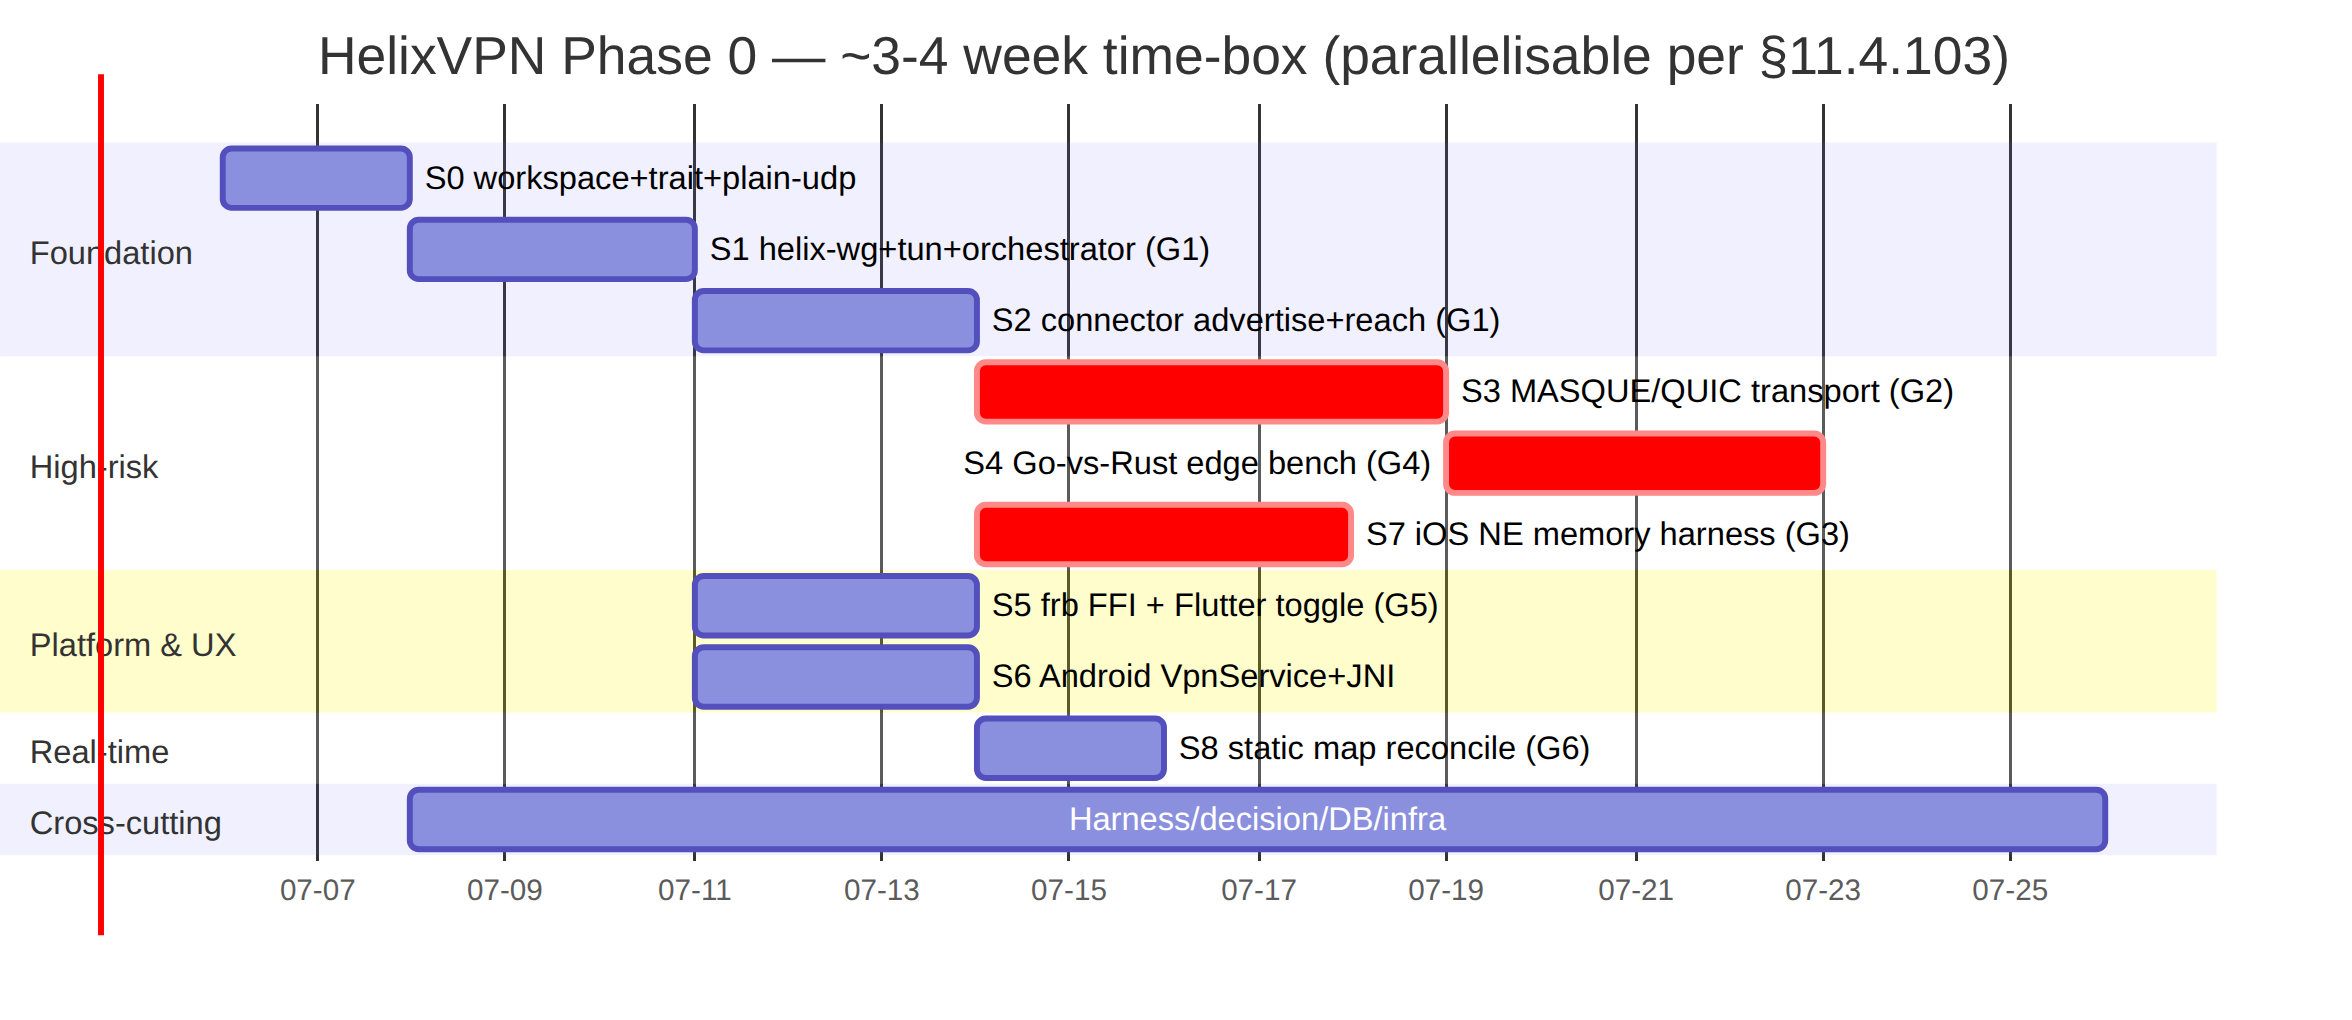 HelixVPN Phase 0 — ~3-4 week time-box (parallelisable per §11.4.103)
Foundation
S0 workspace+trait+plain-udp
S1 helix-wg+tun+orchestrator (G1)
S2 connector advertise+reach (G1)
High-risk
S3 MASQUE/QUIC transport (G2)
S4 Go-vs-Rust edge bench (G4)
S7 iOS NE memory harness (G3)
Platform & UX
S5 frb FFI + Flutter toggle (G5)
S6 Android VpnService+JNI
Real-time
S8 static map reconcile (G6)
Cross-cutting
Harness/decision/DB/infra
07-07 07-09 07-11 07-13 07-15 07-17 07-19 07-21 07-23 07-25